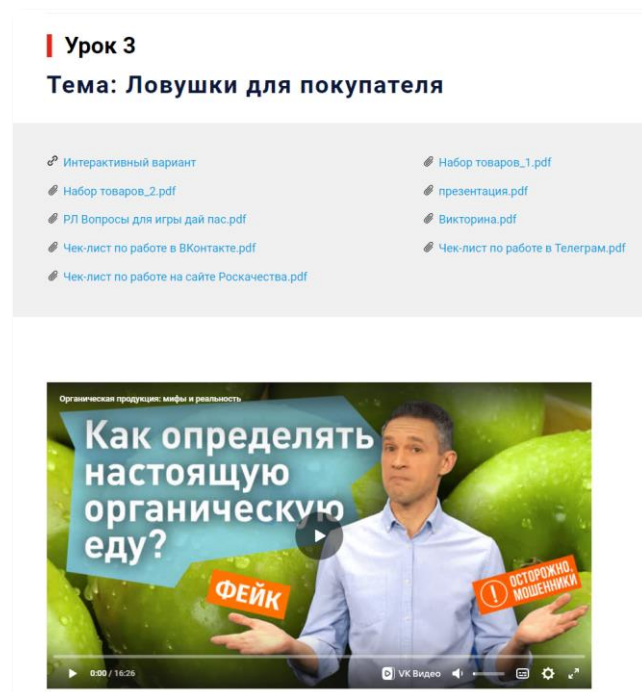 Урок 3
Тема: Ловушки для покупателя
Интерактивный вариант
Набор товаров_1.pdf
Набор товаров_2.pdf
презентация.pdf
РЛ Вопросы для игры дай пас.pdf
Викторина.pdf
Чек-лист по работе в ВКонтакте.pdf
Чек-лист по работе в Телеграм.pdf
Чек-лист по работе на сайте Роскачества.pdf
Органическая продукция: мифы и реальность
Как определять
настоящую
органическую
еду?
ФЕЙК
ОСТОРОЖНО,
МОШЕННИКИ
0:00 / 16:26
VK Видео